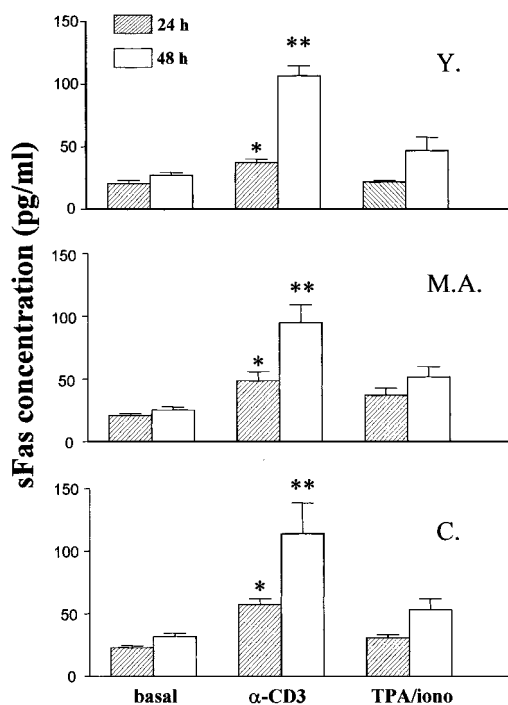 150
24 h
48 h
**
Y.
100
50
*
0
150
**
M.A.
100
50
*
0
150
**
C.
100
50
*
0
basal α-CD3 TPA/iono
sFas concentration (pg/ml)